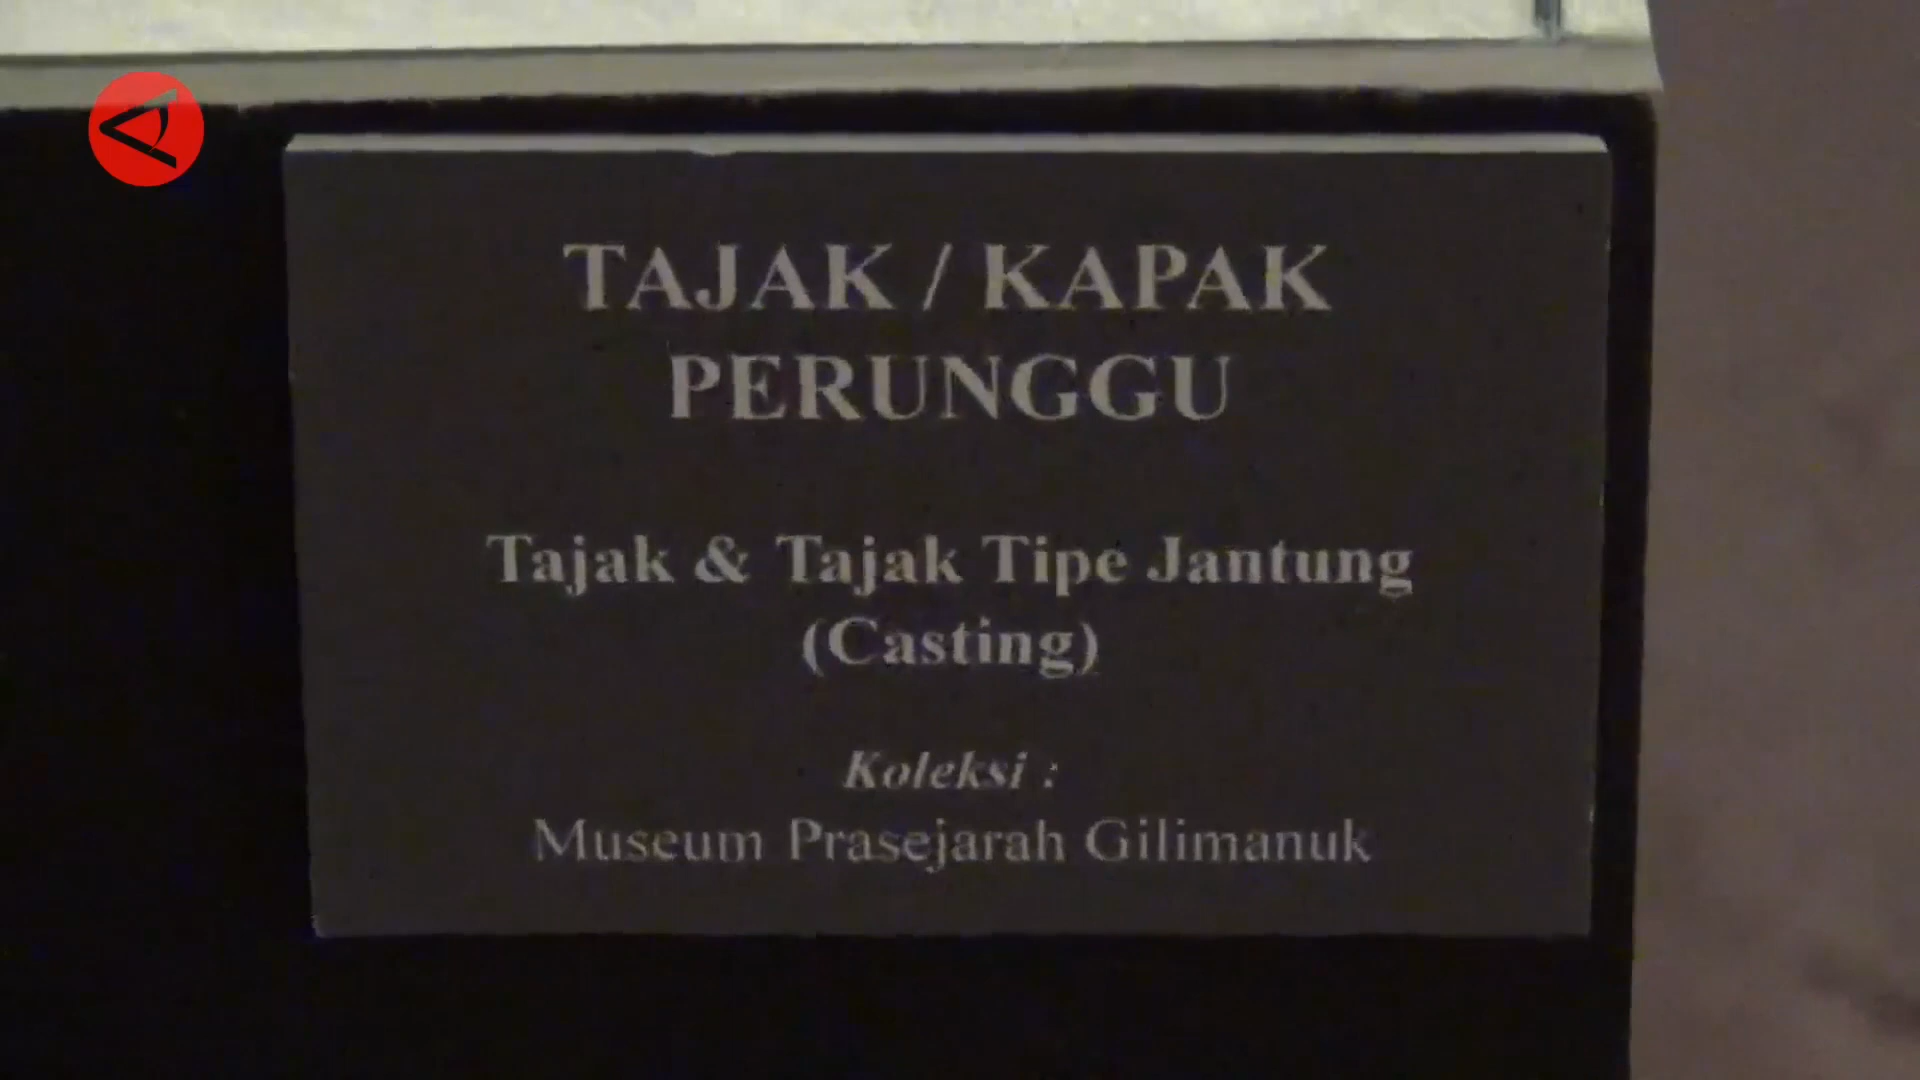 TAJAK / KAPAK
PERUNGGU
Tajak & Tajak Tipe Jantung
(Casting)
Koleksi :
Museum Prasejarah Gilimanuk